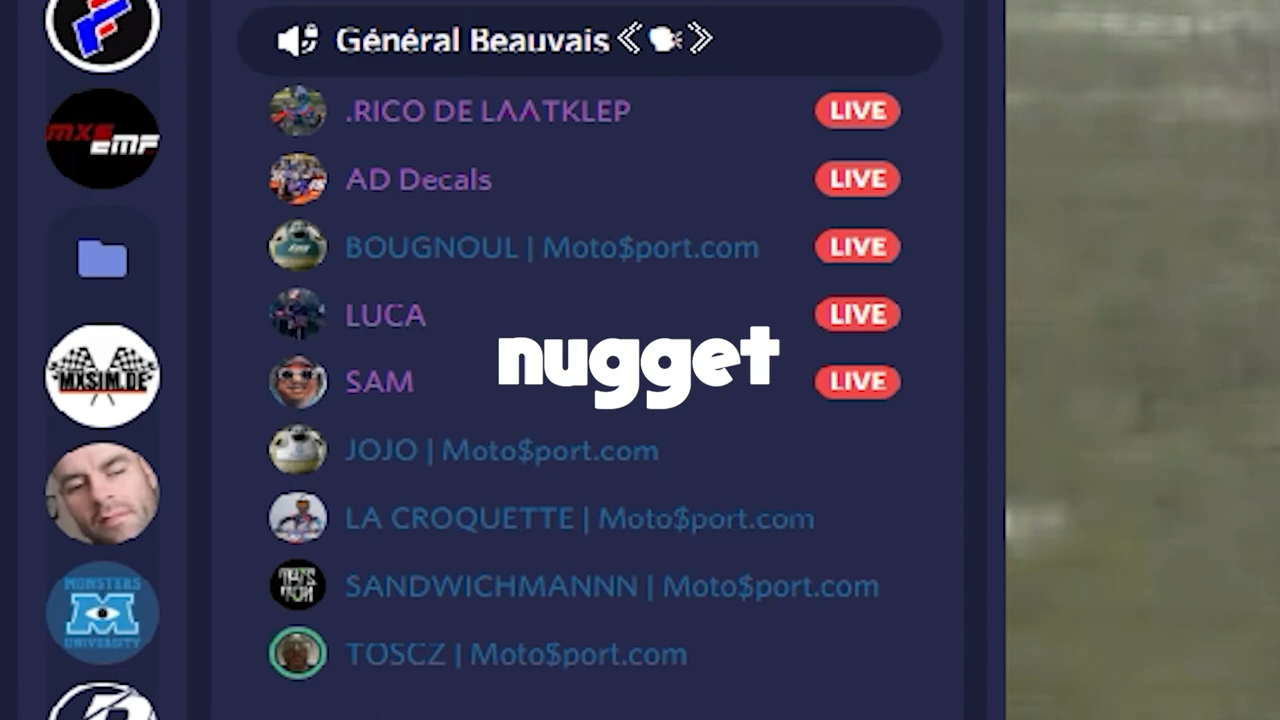 Général Beauvais 《🗣》
.RICO DE LAATKLEP LIVE
AD Decals LIVE
BOUGNOUL | Moto$port.com LIVE
LUCA LIVE
nugget
SAM LIVE
JOJO | Moto$port.com
LA CROQUETTE | Moto$port.com
SANDWICHMANNN | Moto$port.com
TOSCZ | Moto$port.com
MXS
EMF
MXSIM.DE
MONSTERS
M
UNIVERSITY